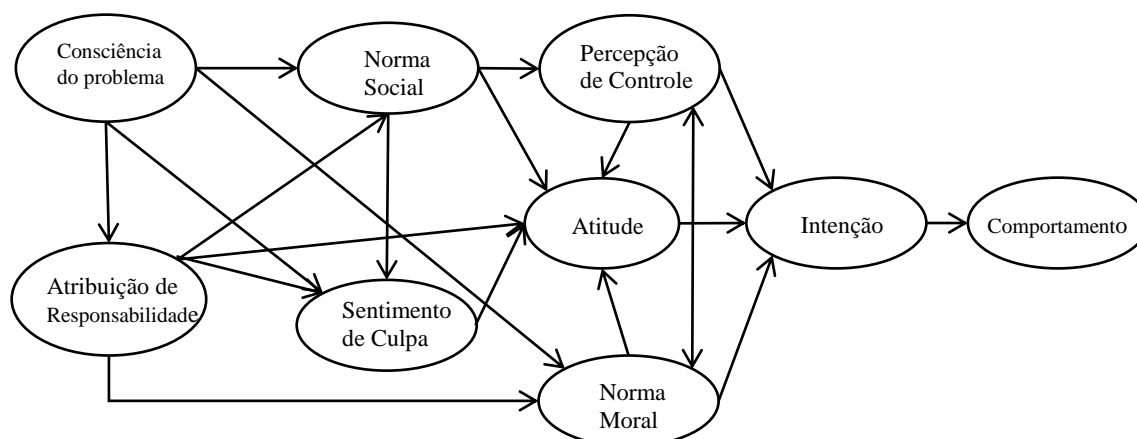 Consciência
do problema
Norma
Social
Percepção
de Controle
Atitude
Intenção
Comportamento
Atribuição de
Responsabilidade
Sentimento
de Culpa
Norma
Moral